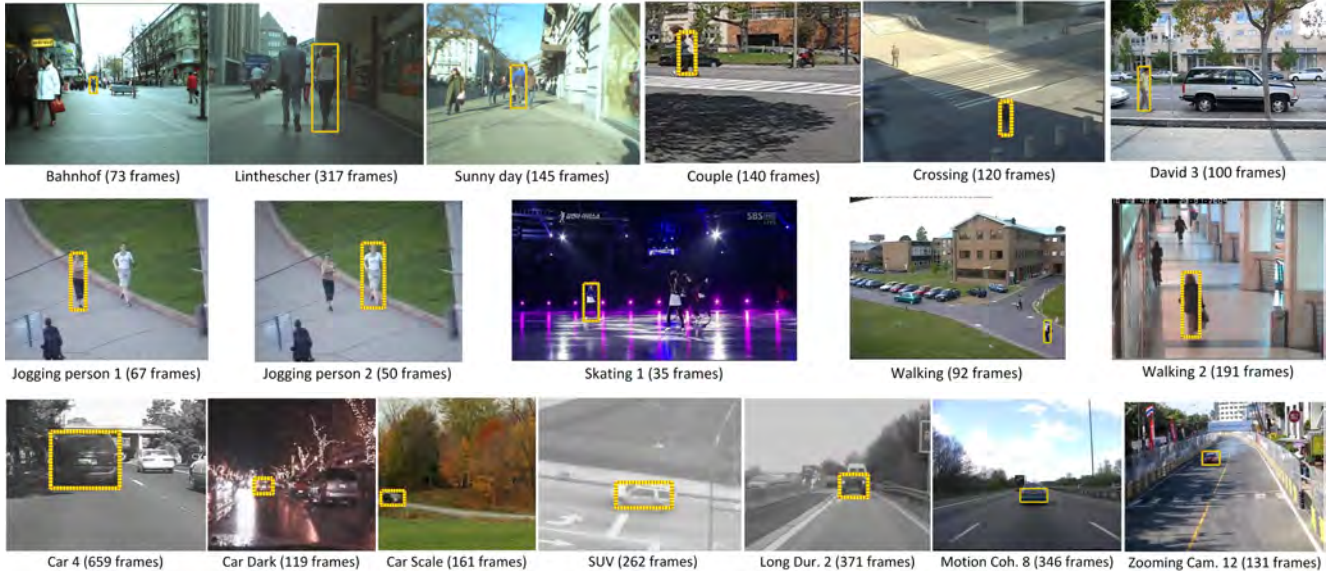 Bahnhof (73 frames)
Linthescher (317 frames)
Sunny day (145 frames)
Couple (140 frames)
Crossing (120 frames)
David 3 (100 frames)
SBS
Jogging person 1 (67 frames)
Jogging person 2 (50 frames)
Skating 1 (35 frames)
Walking (92 frames)
Walking 2 (191 frames)
Car 4 (659 frames)
Car Dark (119 frames)
Car Scale (161 frames)
SUV (262 frames)
Long Dur. 2 (371 frames)
Motion Coh. 8 (346 frames)
Zooming Cam. 12 (131 frames)